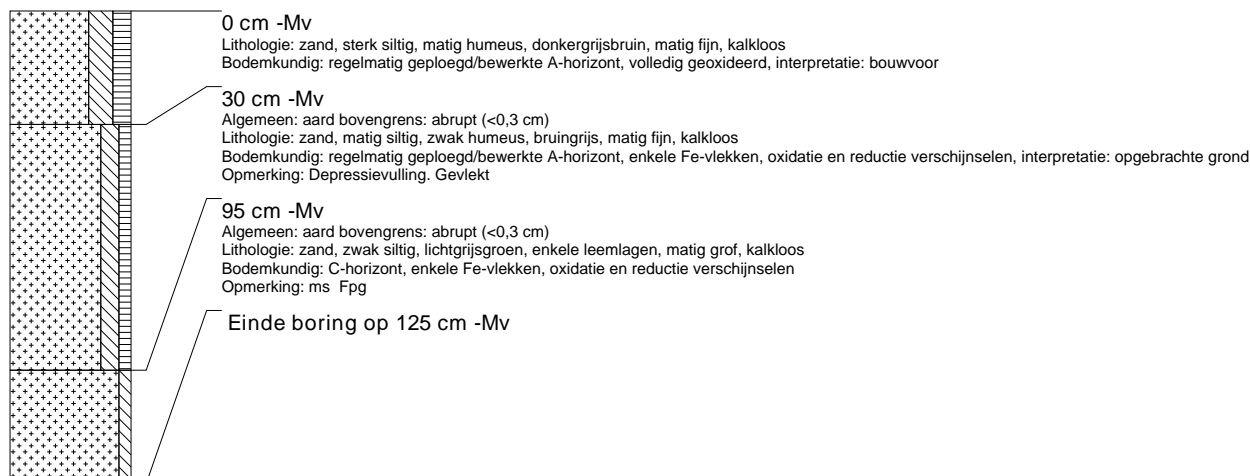 0 cm -Mv
Lithologie: zand, sterk siltig, matig humeus, donkergrijsbruin, matig fijn, kalkloos
Bodemkundig: regelmatig geploegd/bewerkte A-horizont, volledig geoxideerd, interpretatie: bouwvoor
30 cm -Mv
Algemeen: aard bovengrens: abrupt (<0,3 cm)
Lithologie: zand, matig siltig, zwak humeus, bruingrijs, matig fijn, kalkloos
Bodemkundig: regelmatig geploegd/bewerkte A-horizont, enkele Fe-vlekken, oxidatie en reductie verschijnselen, interpretatie: opgebrachte grond
Opmerking: Depressievulling. Gevlekt
95 cm -Mv
Algemeen: aard bovengrens: abrupt (<0,3 cm)
Lithologie: zand, zwak siltig, lichtgrijsgroen, enkele leemlagen, matig grof, kalkloos
Bodemkundig: C-horizont, enkele Fe-vlekken, oxidatie en reductie verschijnselen
Opmerking: ms Fpg
Einde boring op 125 cm -Mv